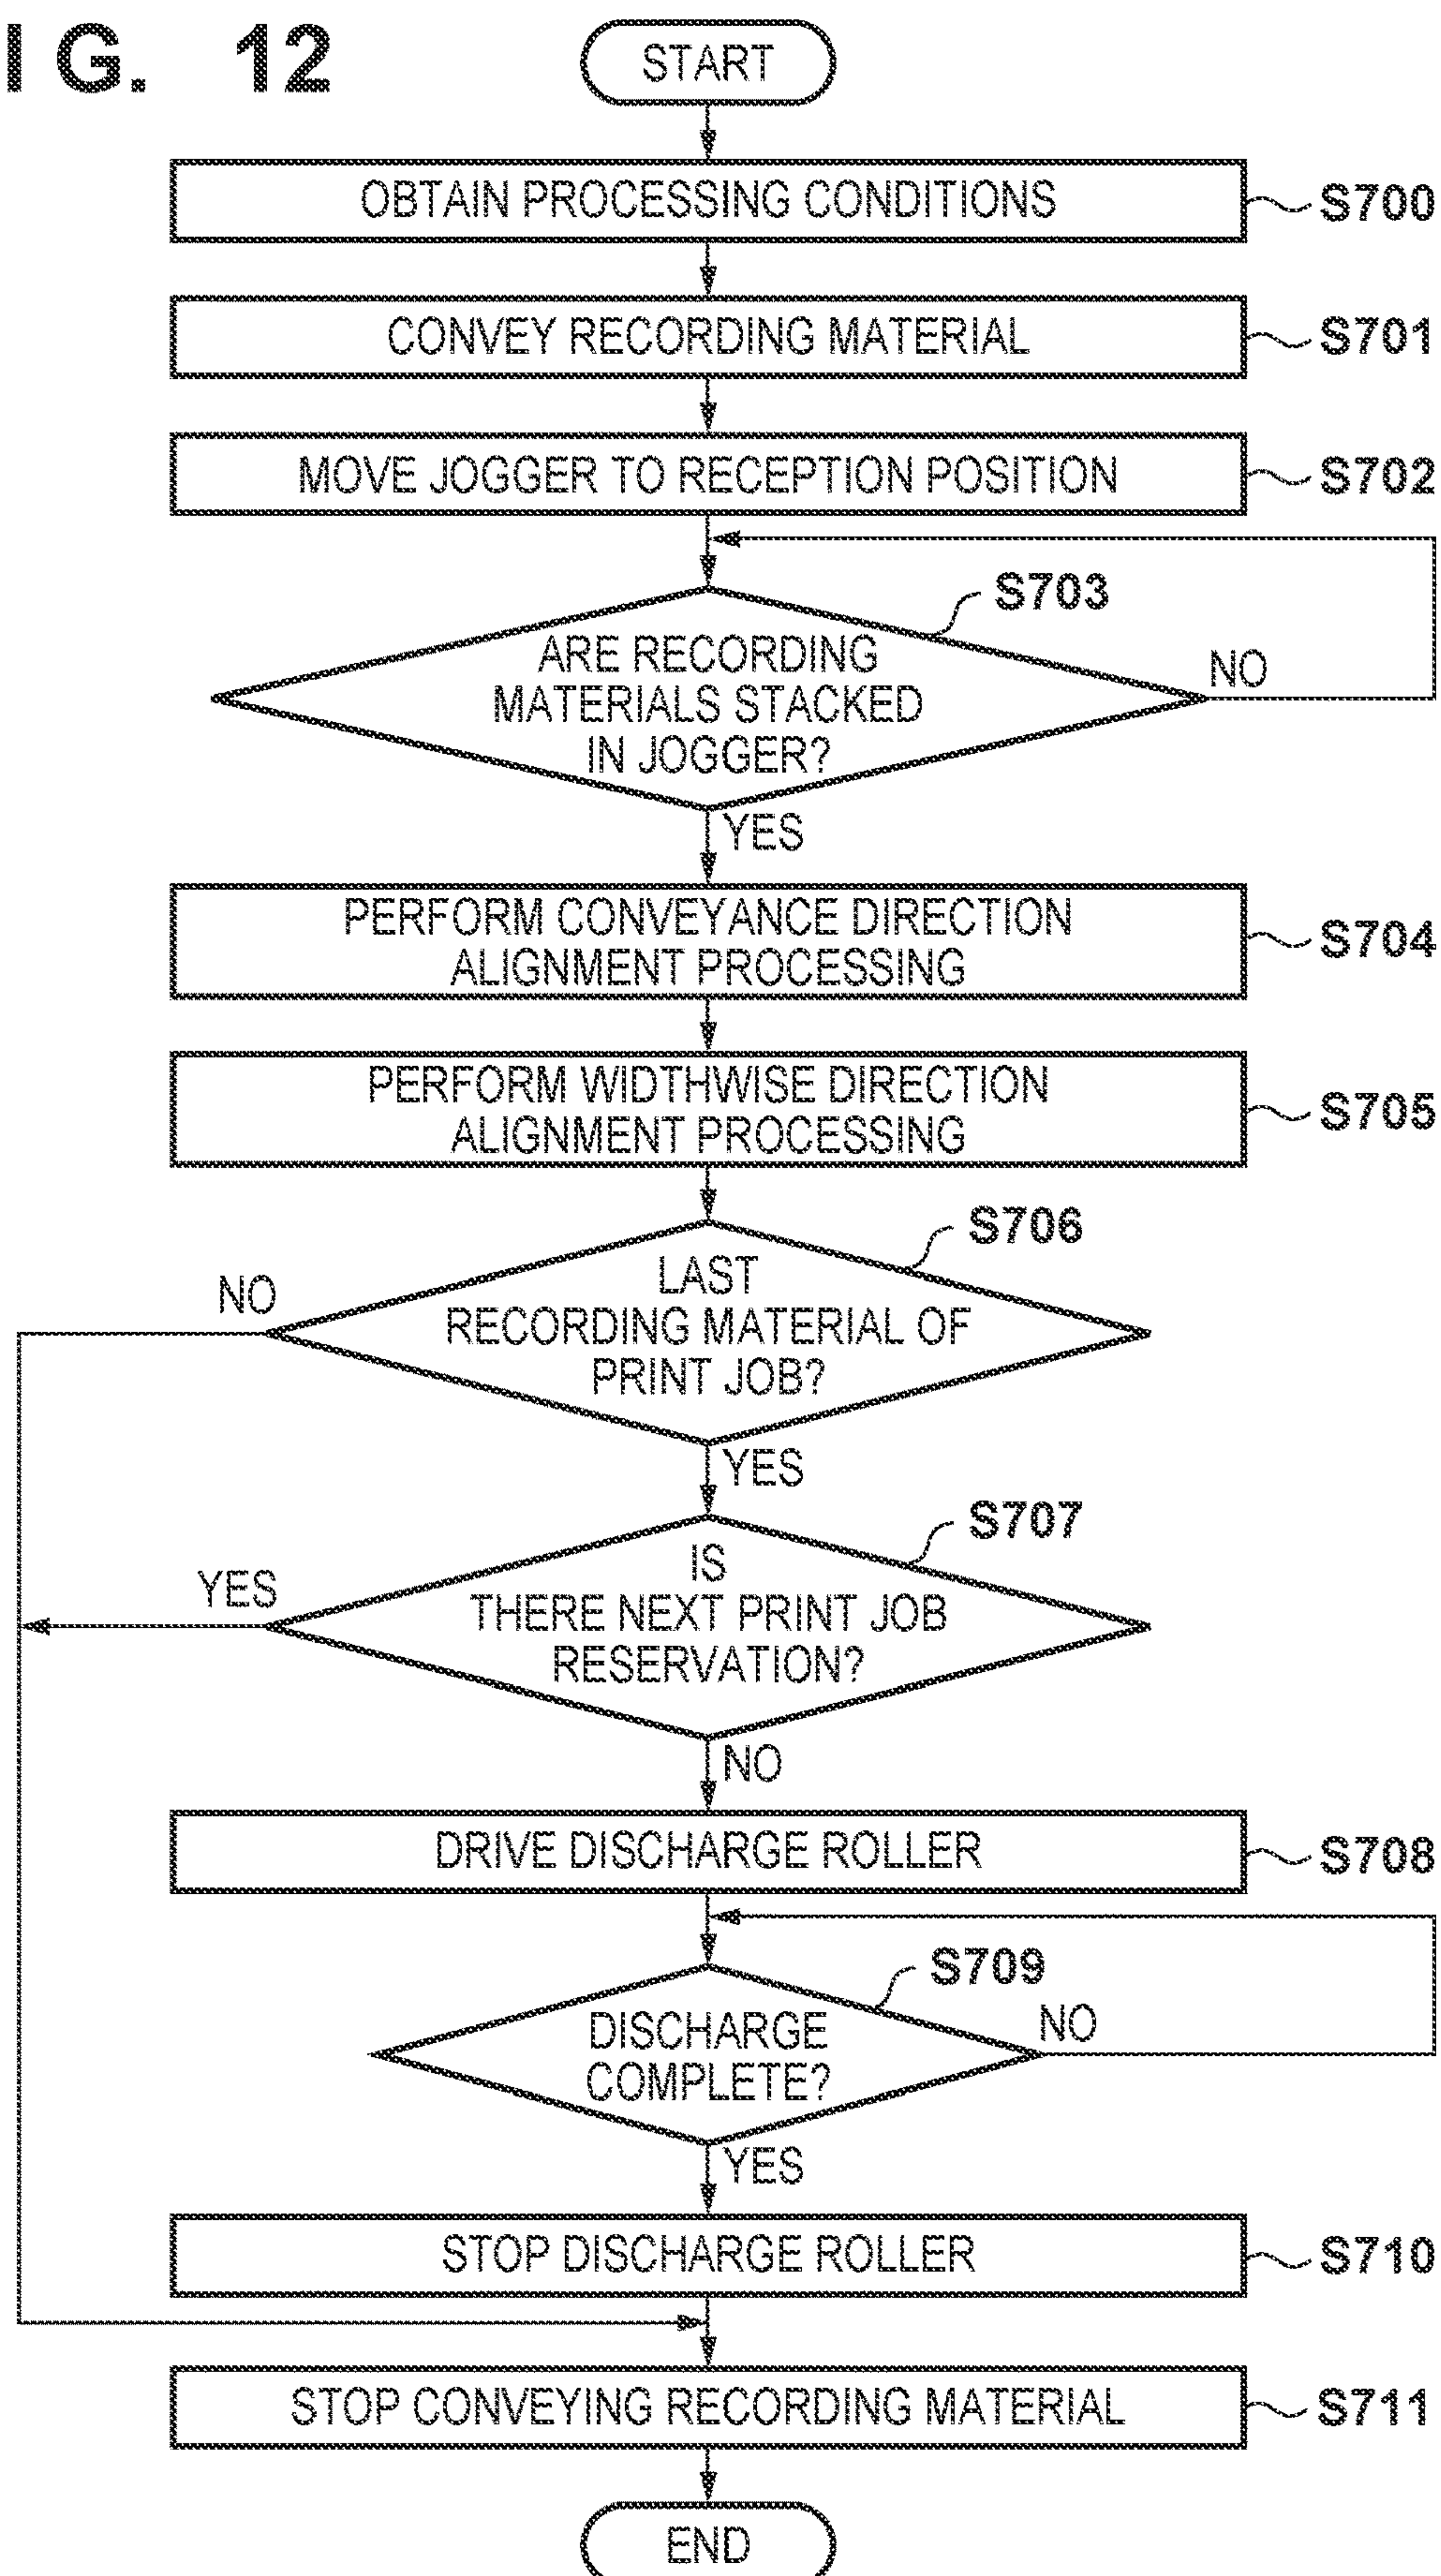 IG. 12
START
OBTAIN PROCESSING CONDITIONS
S700
CONVEY RECORDING MATERIAL
S701
MOVE JOGGER TO RECEPTION POSITION
S702
S703
ARE RECORDING
MATERIALS STACKED
IN JOGGER?
NO
YES
PERFORM CONVEYANCE DIRECTION
ALIGNMENT PROCESSING
S704
PERFORM WIDTHWISE DIRECTION
ALIGNMENT PROCESSING
S705
S706
LAST
RECORDING MATERIAL OF
PRINT JOB?
NO
YES
S707
IS
THERE NEXT PRINT JOB
RESERVATION?
YES
NO
DRIVE DISCHARGE ROLLER
S708
S709
DISCHARGE
COMPLETE?
NO
YES
STOP DISCHARGE ROLLER
S710
STOP CONVEYING RECORDING MATERIAL
S711
END